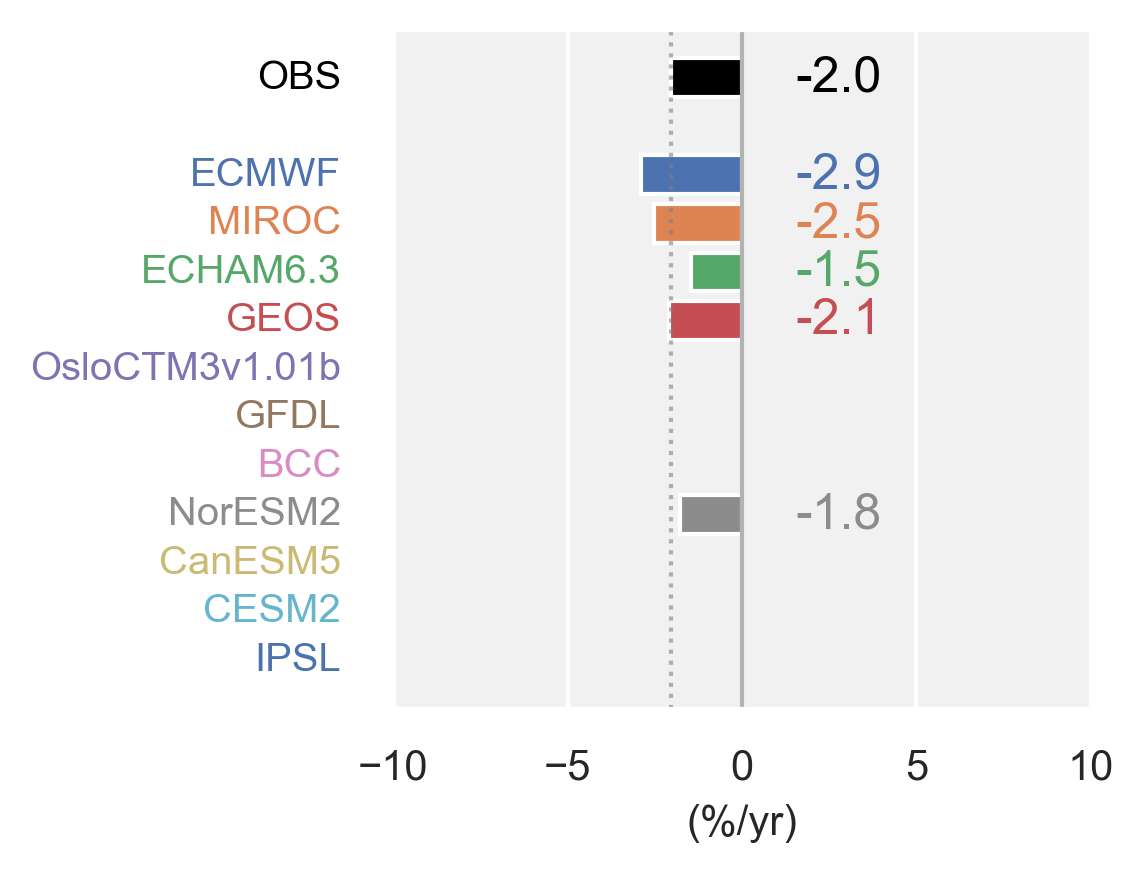 OBS -2.0
ECMWF -2.9
MIROC -2.5
ECHAM6.3 -1.5
GEOS -2.1
OsloCTM3v1.01b
GFDL
BCC
NorESM2 -1.8
CanESM5
CESM2
IPSL
−10 −5 0 5 10
(%/yr)